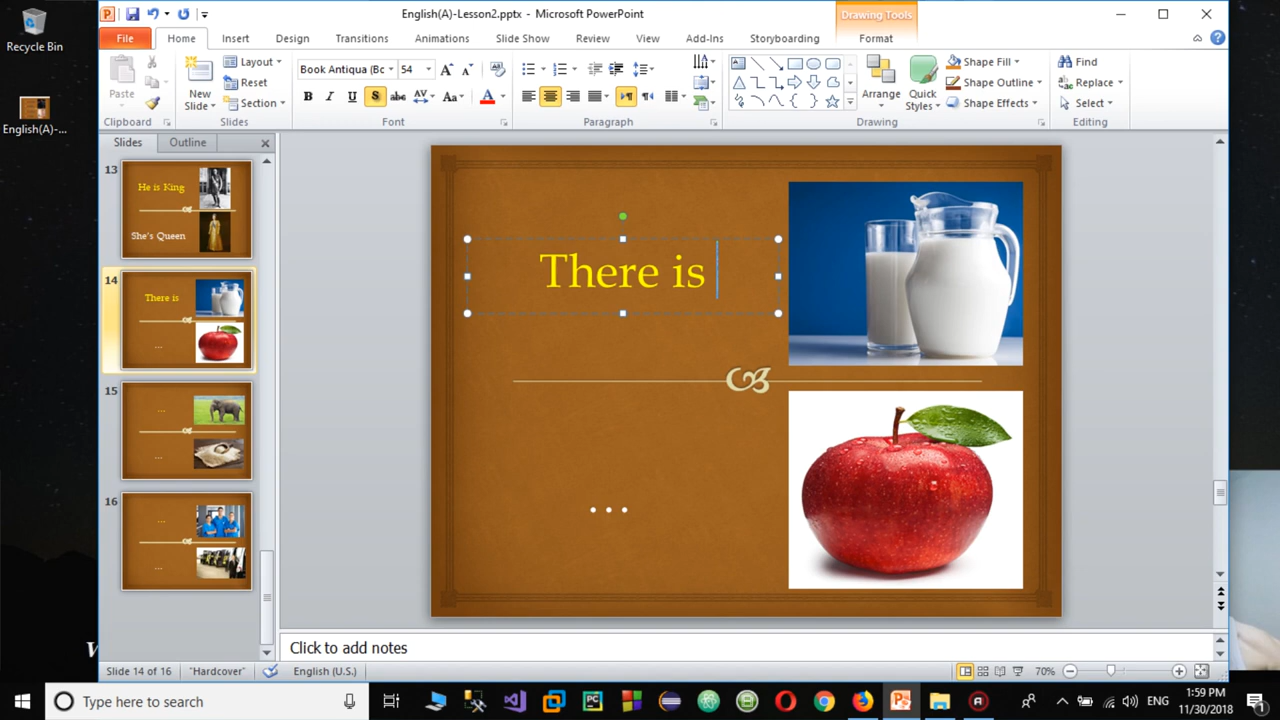 Recycle Bin
English(A)-...
English(A)-Lesson2.pptx - Microsoft PowerPoint
Drawing Tools
File
Home
Insert
Design
Transitions
Animations
Slide Show
Review
View
Add-Ins
Storyboarding
Format
Paste
Clipboard
New
Slide
Layout
Reset
Section
Slides
Book Antiqua (Bc
54
B I U S abc AV Aa A
Font
Paragraph
Arrange
Quick
Styles
Shape Fill
Shape Outline
Shape Effects
Drawing
Find
Replace
Select
Editing
Slides
Outline
13
He is King
She's Queen
14
There is
...
15
...
...
16
...
...
There is
...
Click to add notes
Slide 14 of 16
"Hardcover"
English (U.S.)
70%
Type here to search
ENG
1:59 PM
11/30/2018